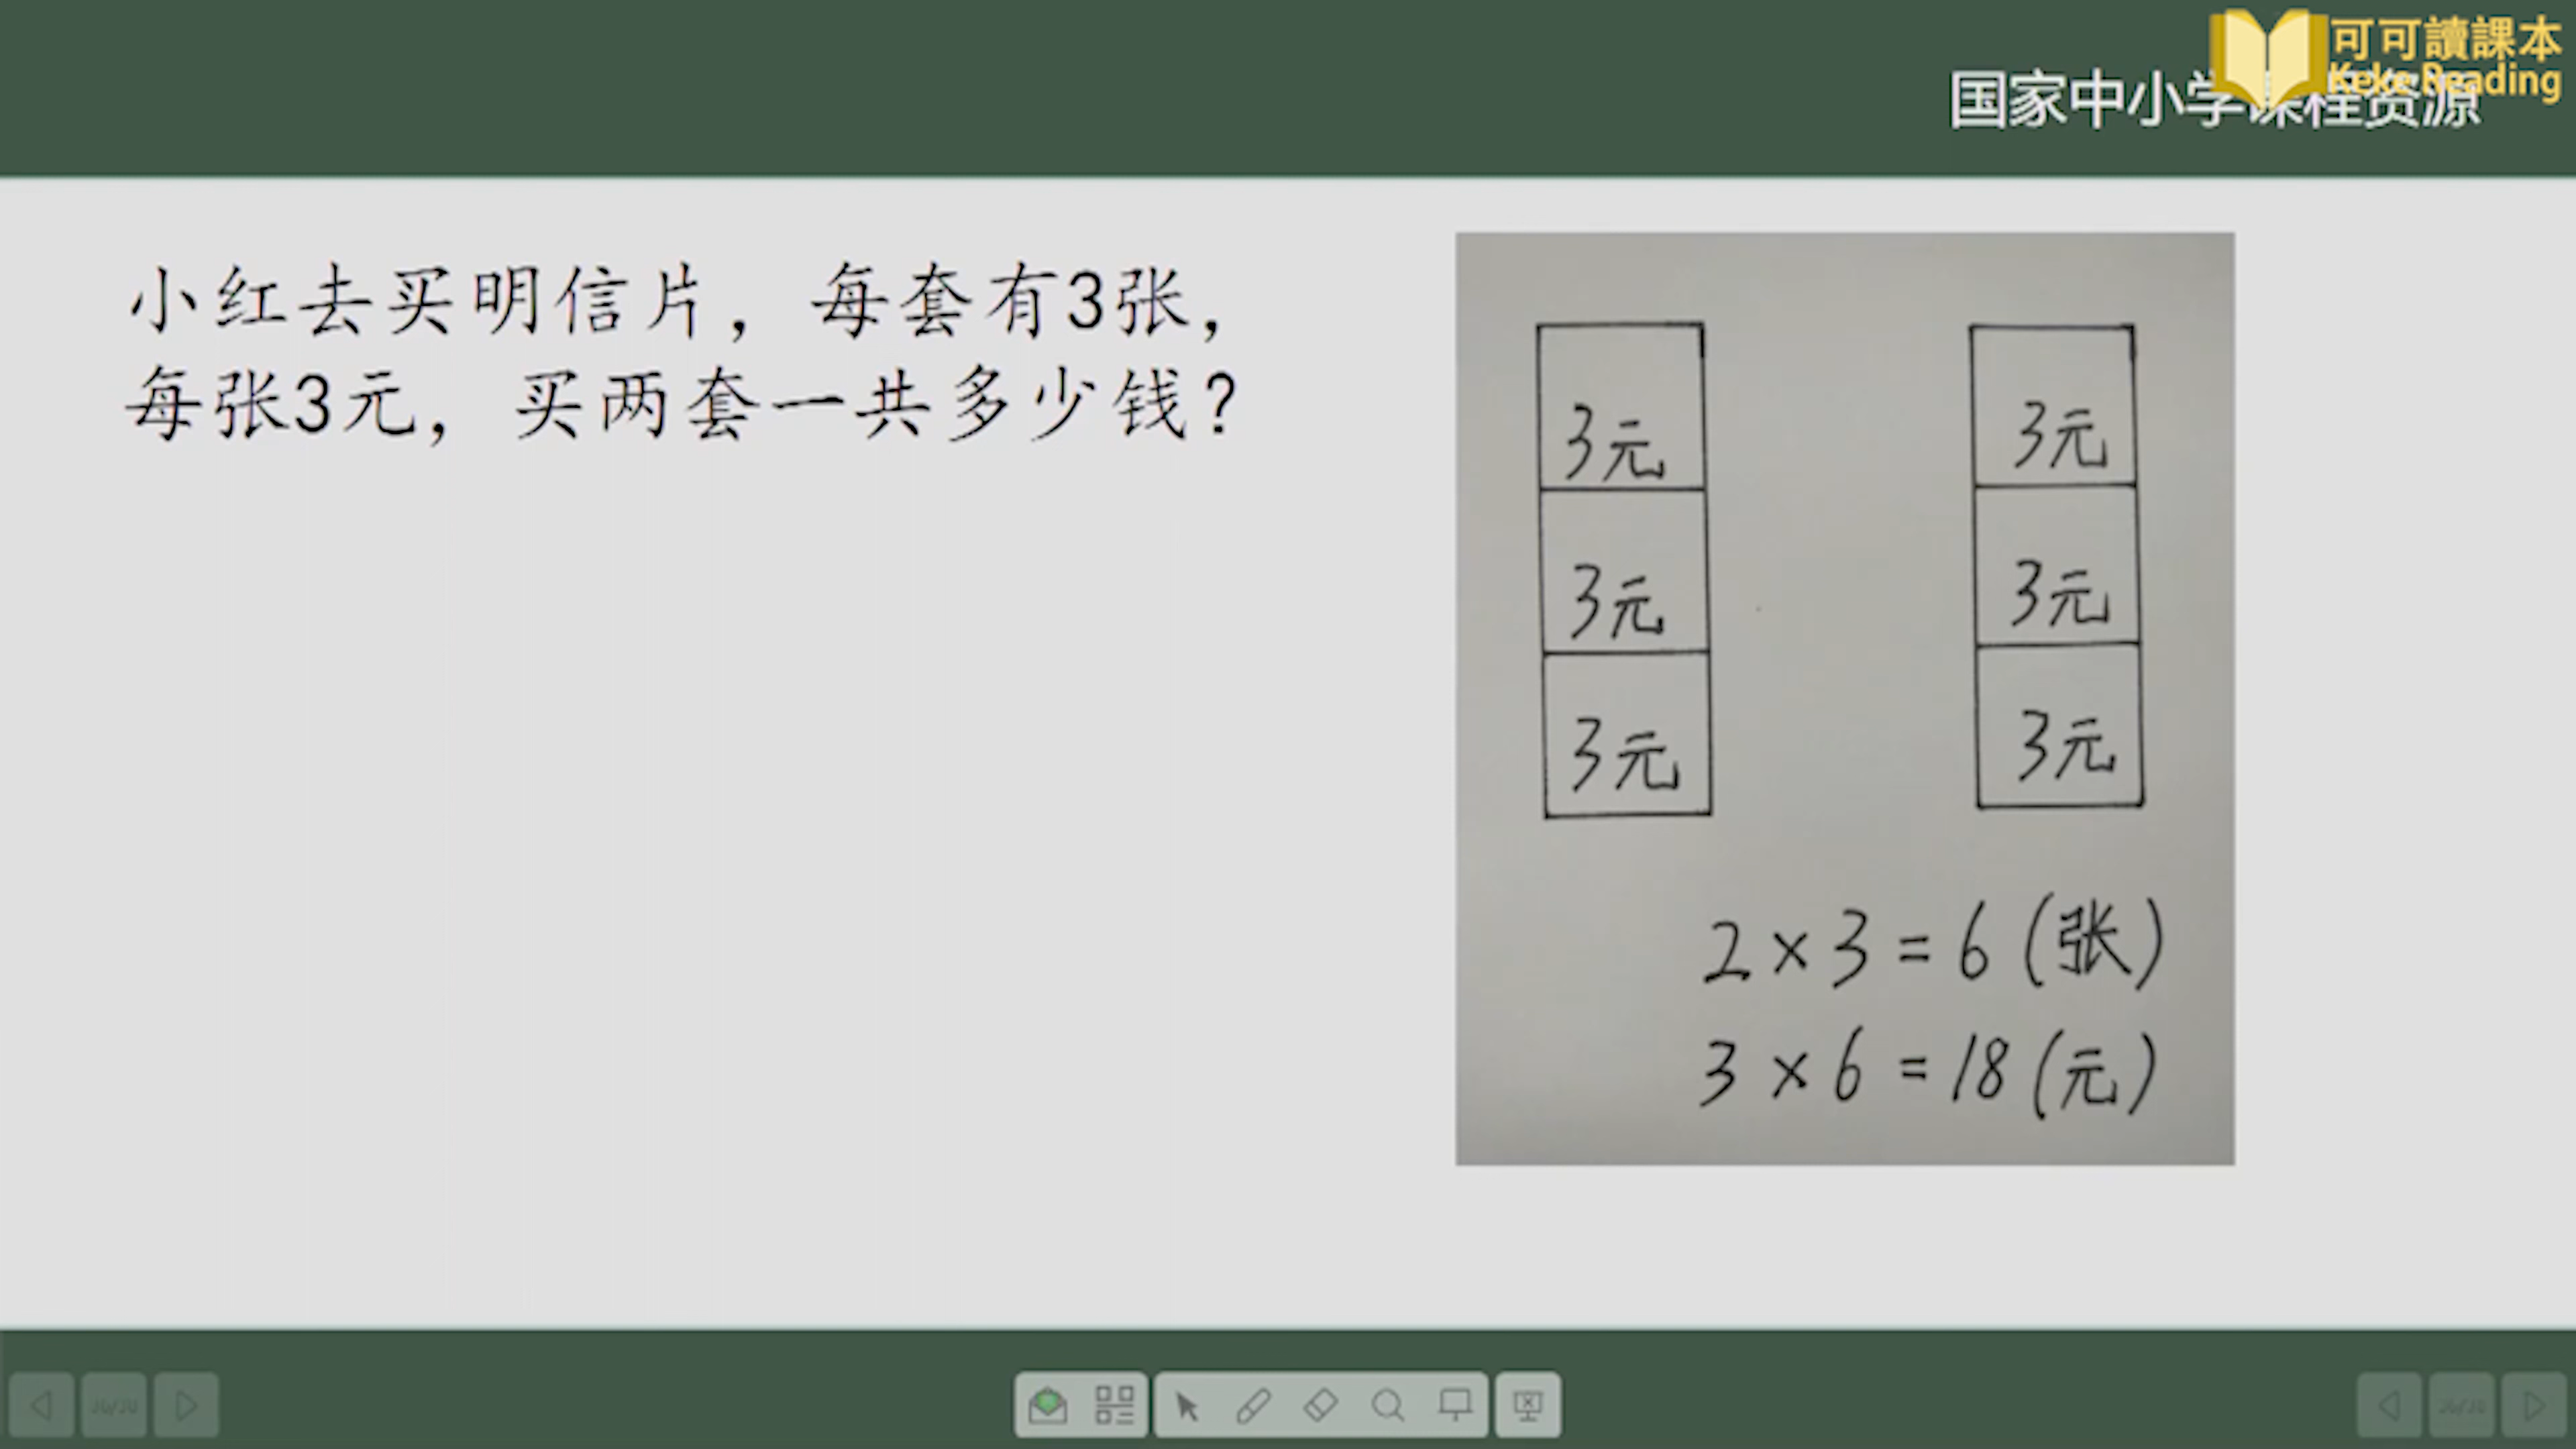 可可讀課本
Keke Reading
国家中小学课程资源
小红去买明信片，每套有3张，
每张3元，买两套一共多少钱？
3元
3元
3元
3元
3元
3元
2×3=6(张)
3×6=18(元)